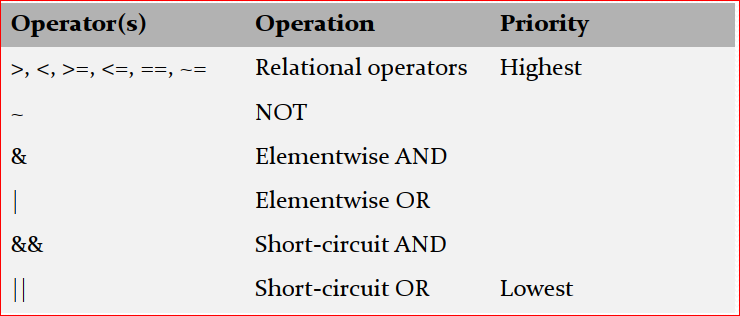 Operator(s) Operation Priority
>, <, >=, <=, ==, ~= Relational operators Highest
~ NOT
& Elementwise AND
| Elementwise OR
&& Short-circuit AND
|| Short-circuit OR Lowest